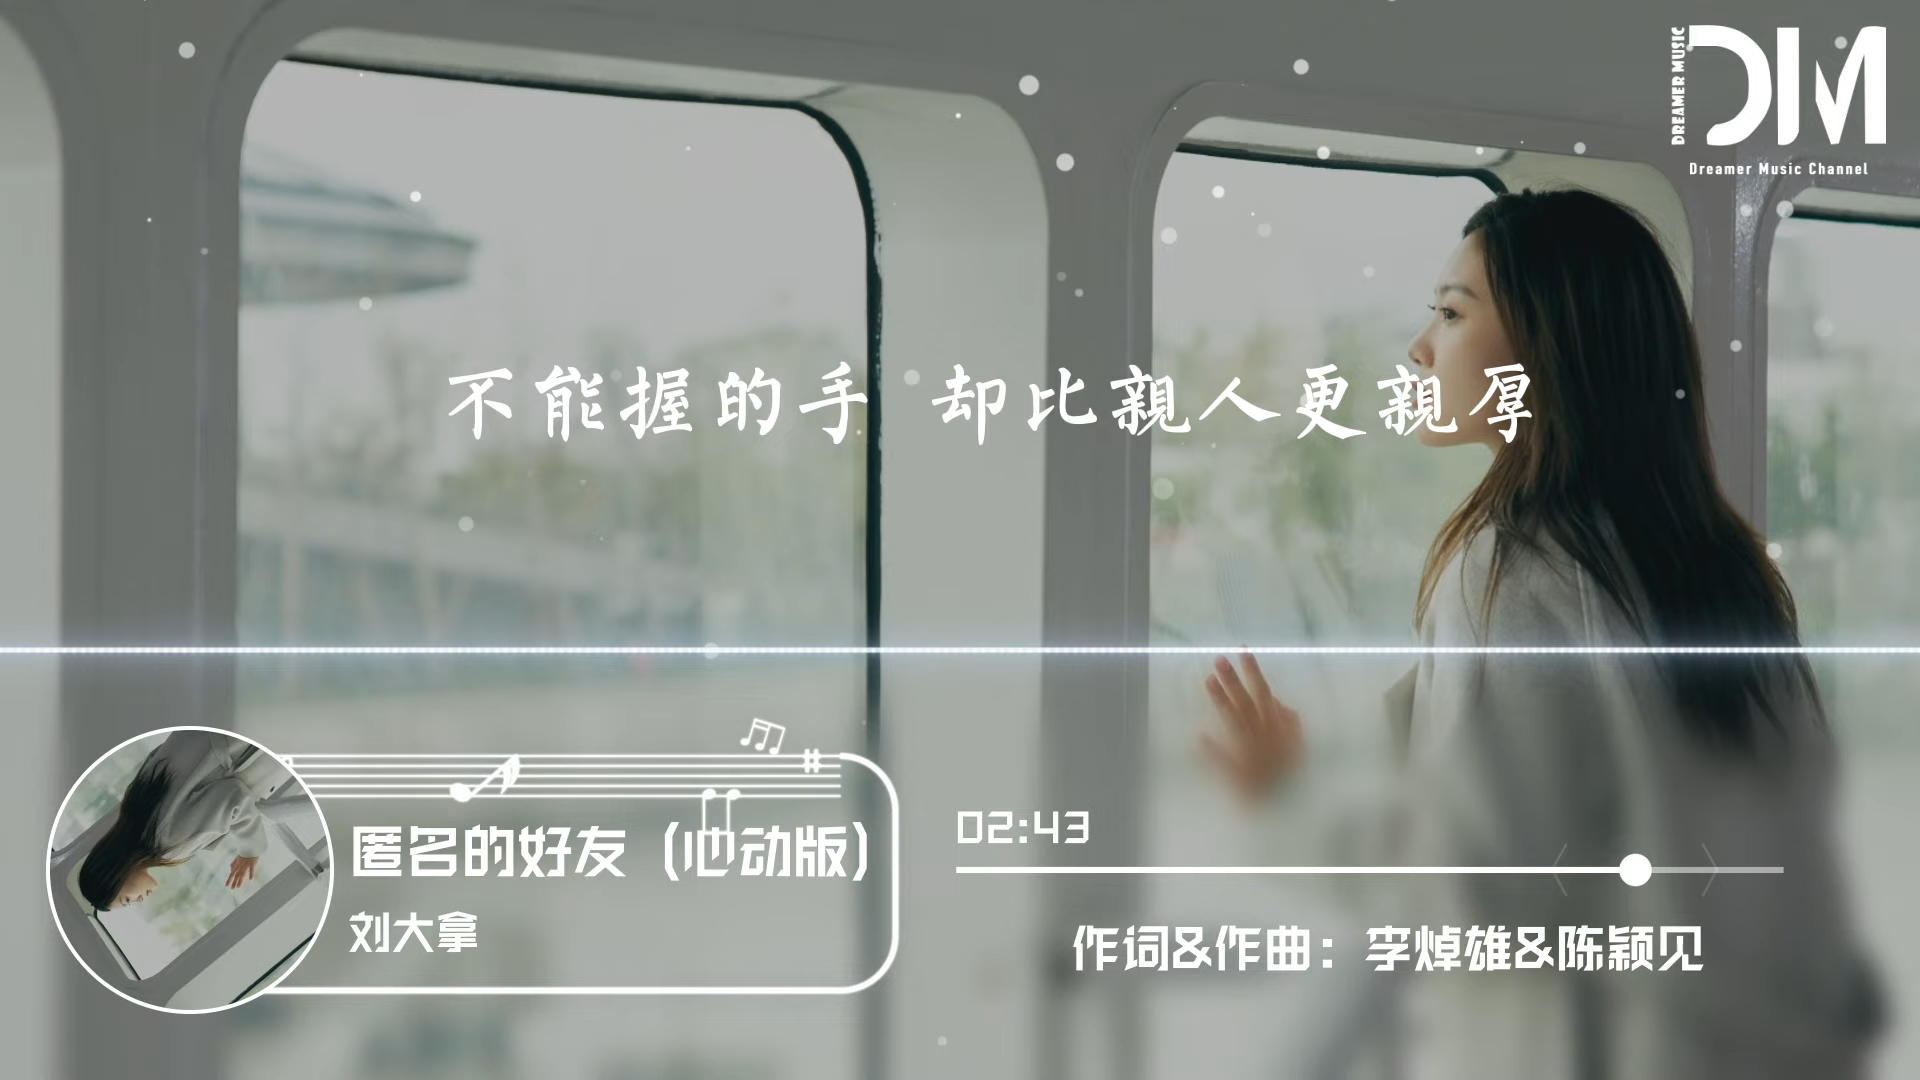 DREAMER MUSIC
DM
Dreamer Music Channel
不能握的手 却比親人更親厚
匿名的好友（心动版）
刘大拿
02:43
作词&作曲：李焯雄&陈颖见